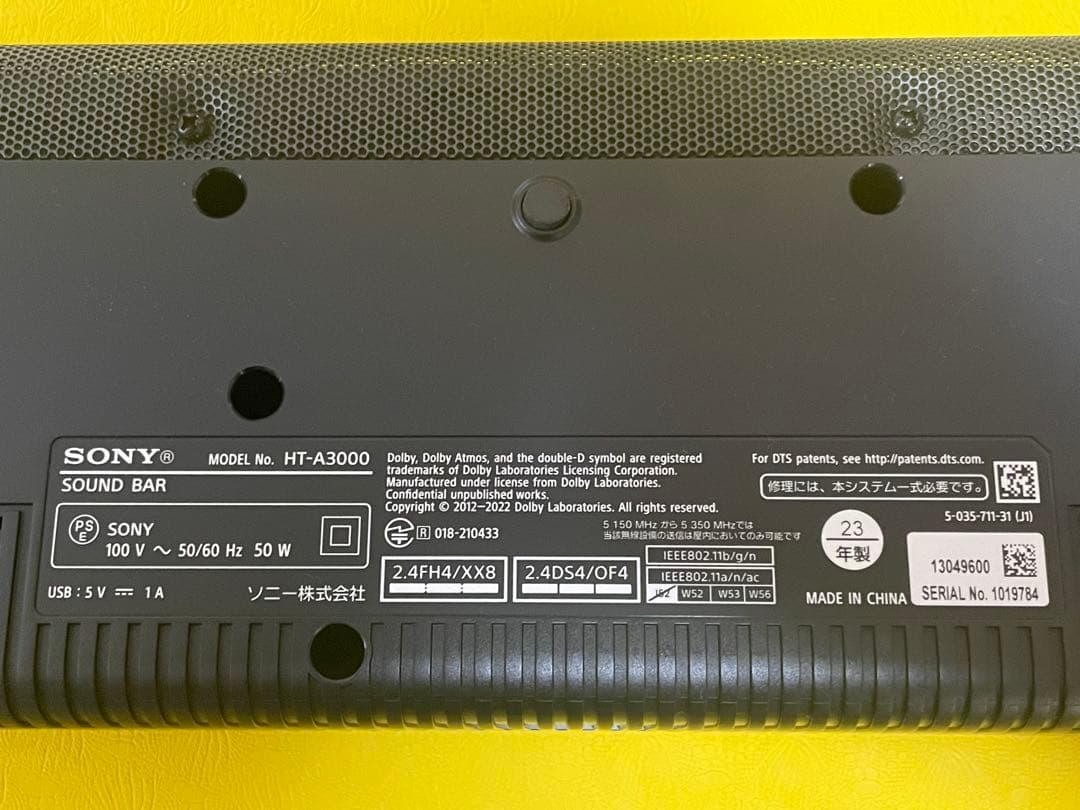 SONY® MODEL No. HT-A3000
SOUND BAR
PS E SONY
100 V ～ 50/60 Hz 50 W
USB : 5 V ⎓ 1 A
ソニー株式会社
Dolby, Dolby Atmos, and the double-D symbol are registered
trademarks of Dolby Laboratories Licensing Corporation.
Manufactured under license from Dolby Laboratories.
Confidential unpublished works.
Copyright © 2012–2022 Dolby Laboratories. All rights reserved.
R 018-210433
5 150 MHz から 5 350 MHzでは
当該無線設備の送信は屋内においてのみ可能です
2.4FH4/XX8
2.4DS4/OF4
IEEE802.11b/g/n
IEEE802.11a/n/ac
J52 W52 W53 W56
For DTS patents, see http://patents.dts.com.
修理には、本システム一式必要です。
5-035-711-31 (J1)
23
年製
MADE IN CHINA
13049600
SERIAL No. 1019784